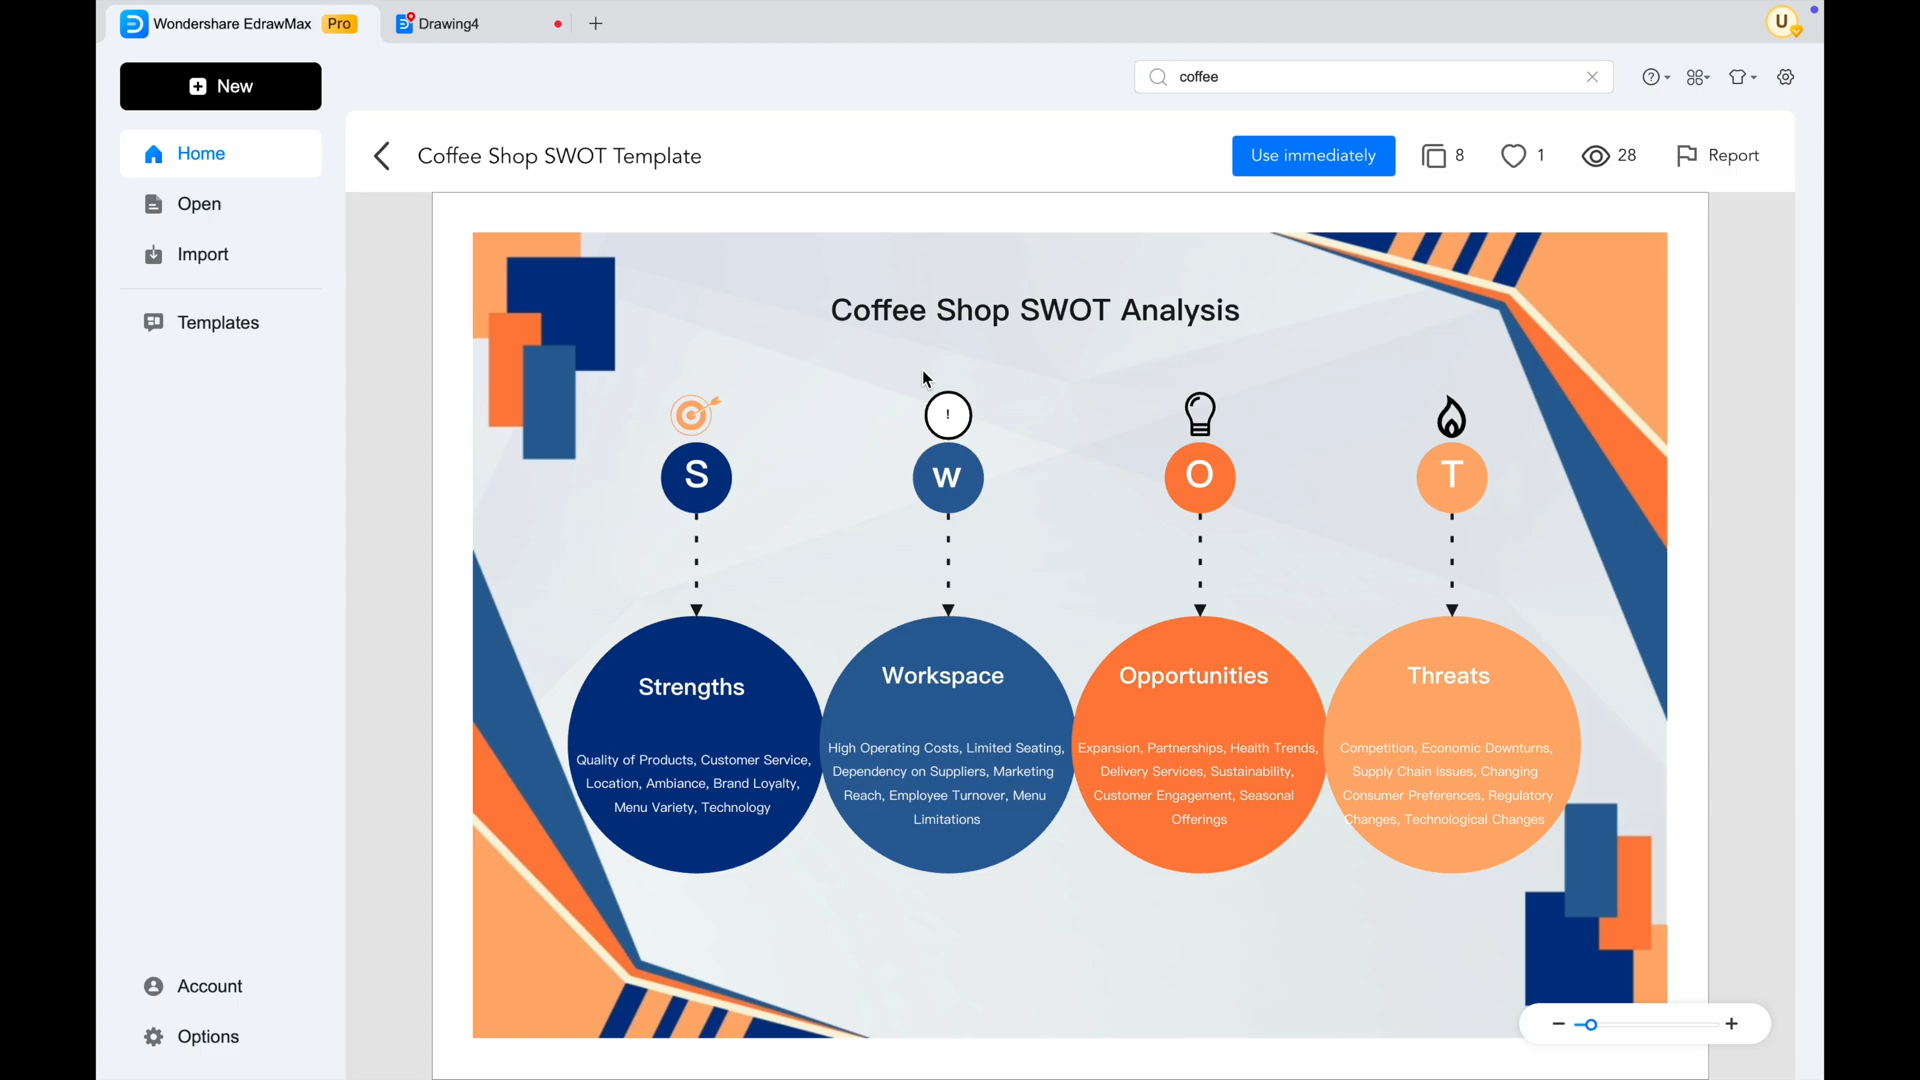 Wondershare EdrawMax Pro
Drawing4
U
New
coffee
Home
Open
Import
Templates
Account
Options
Coffee Shop SWOT Template
Use immediately
8
1
28
Report
Coffee Shop SWOT Analysis
!
S
W
O
T
Strengths
Quality of Products, Customer Service,
Location, Ambiance, Brand Loyalty,
Menu Variety, Technology
Workspace
High Operating Costs, Limited Seating,
Dependency on Suppliers, Marketing
Reach, Employee Turnover, Menu
Limitations
Opportunities
Expansion, Partnerships, Health Trends,
Delivery Services, Sustainability,
Customer Engagement, Seasonal
Offerings
Threats
Competition, Economic Downturns,
Supply Chain Issues, Changing
Consumer Preferences, Regulatory
Changes, Technological Changes